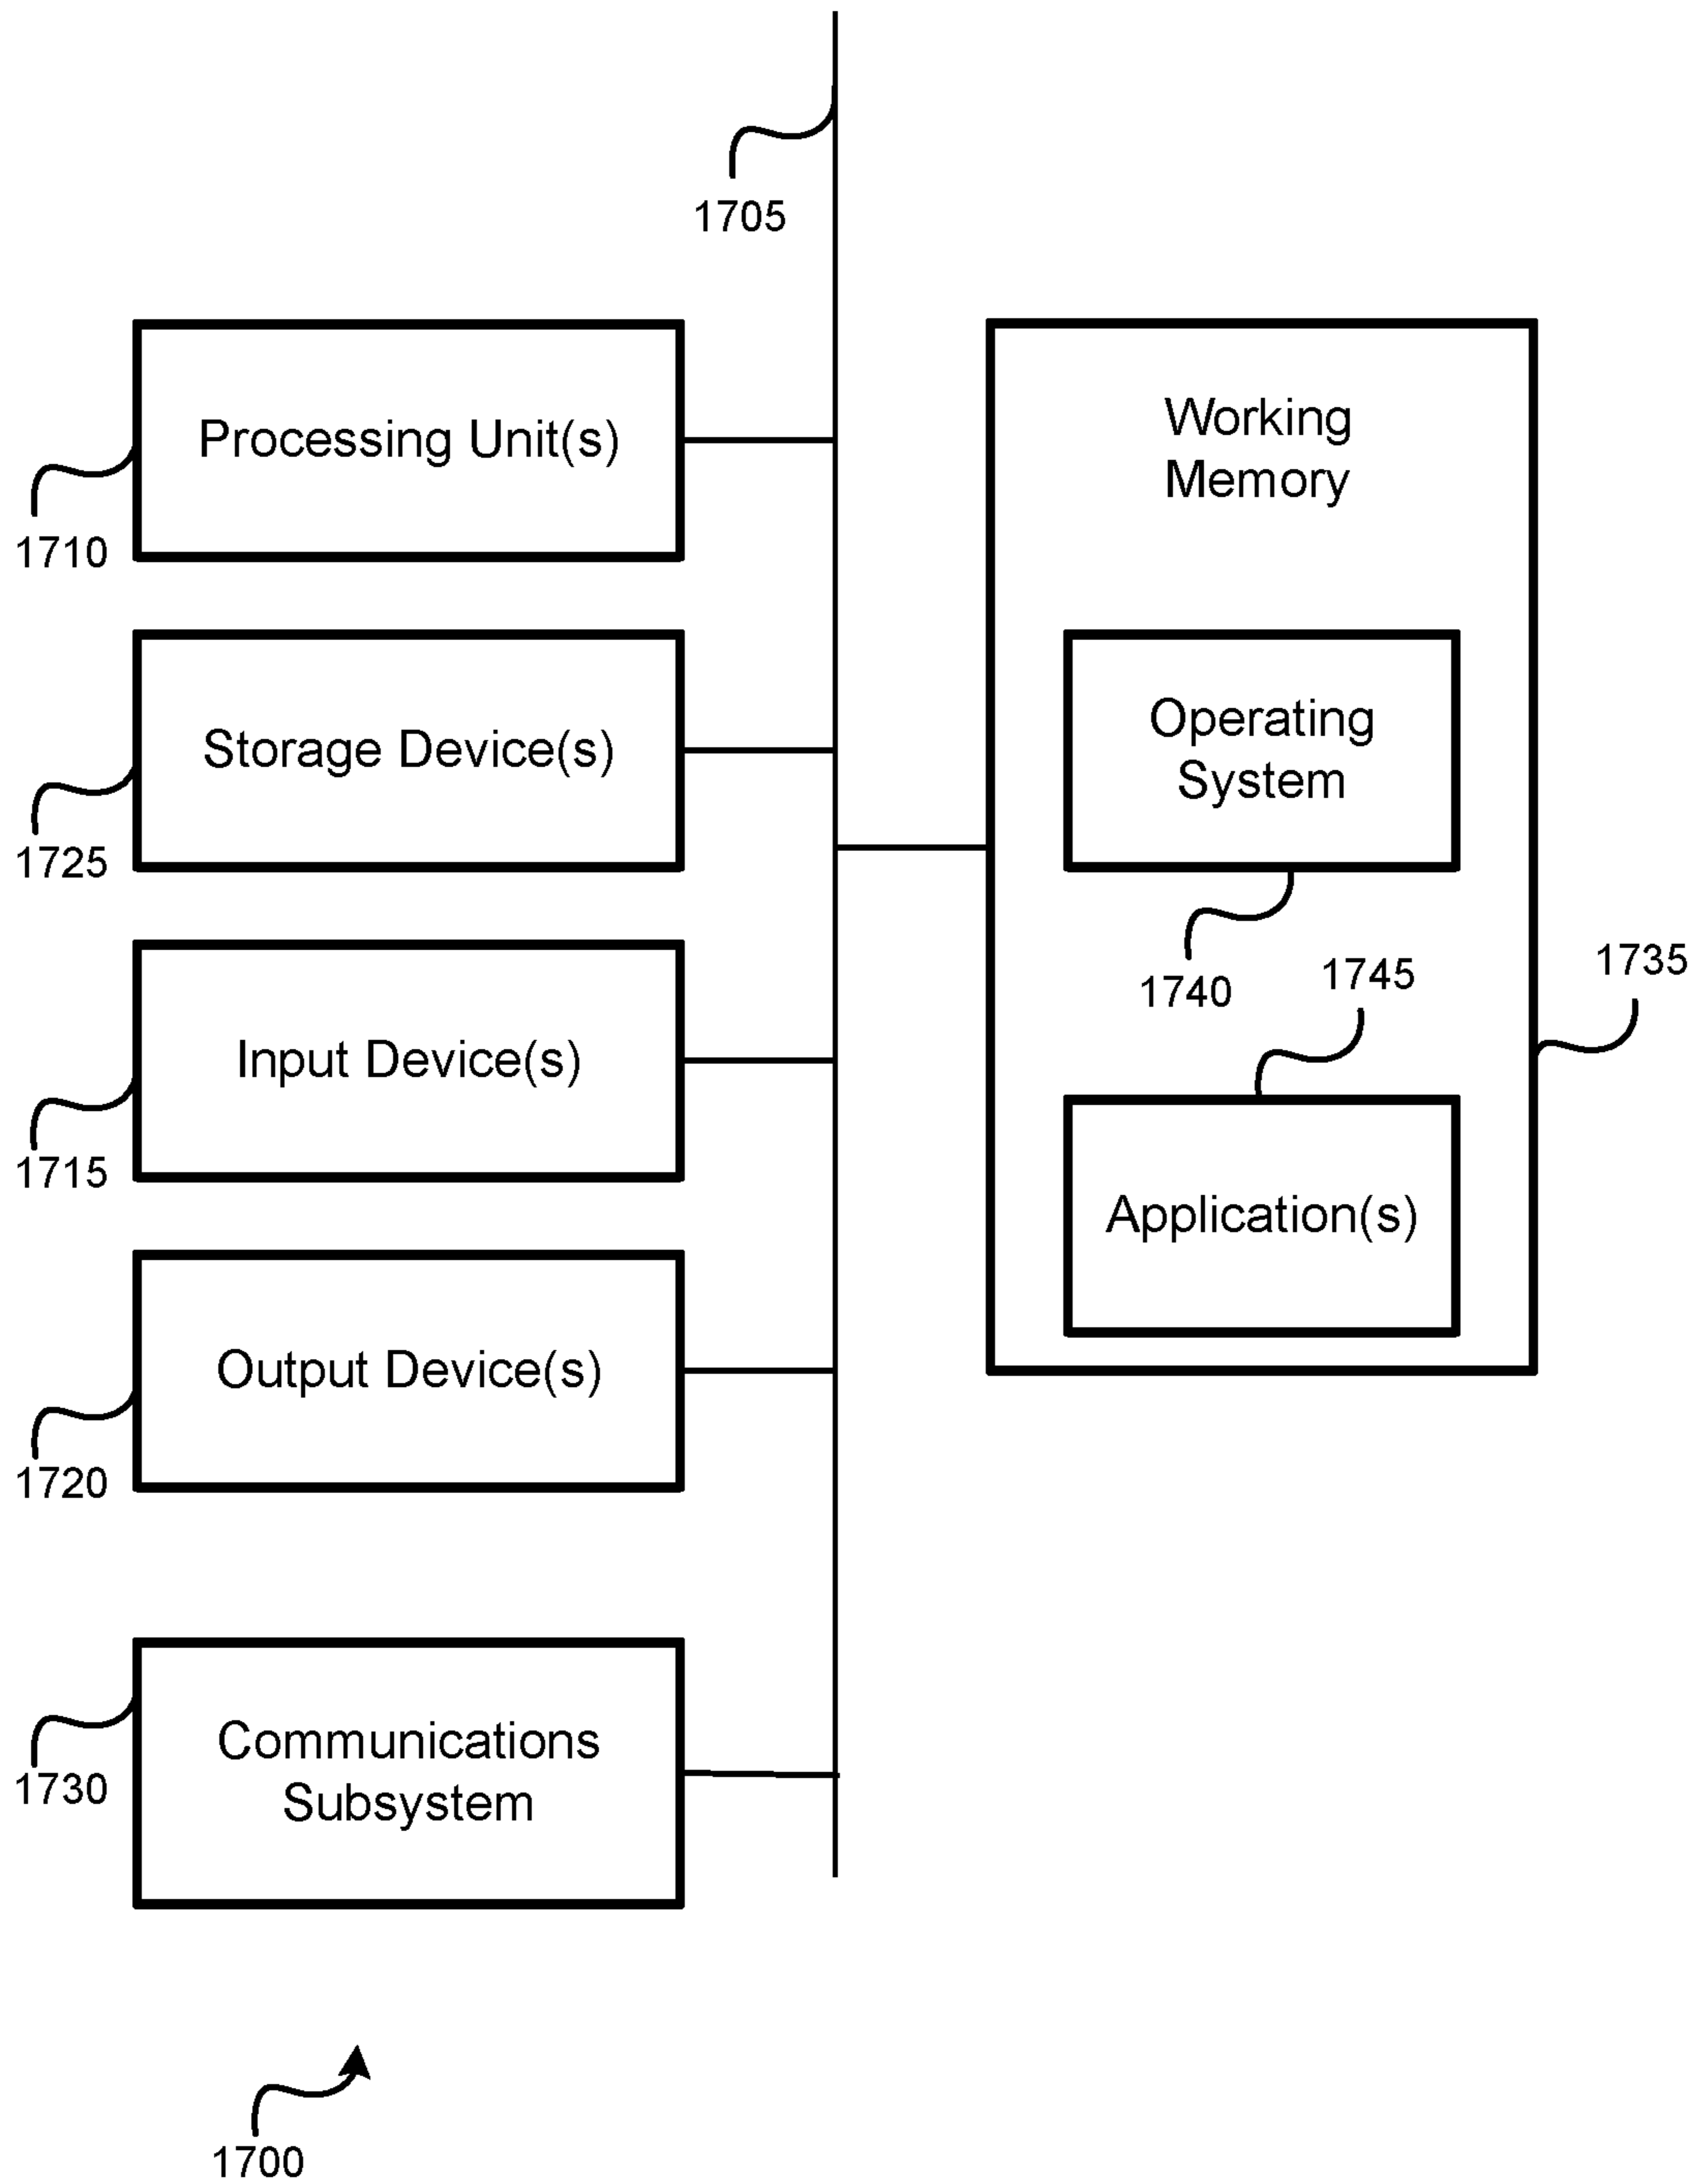 1705
Processing Unit(s)
1710
Storage Device(s)
1725
Input Device(s)
1715
Output Device(s)
1720
Communications
Subsystem
1730
Working
Memory
Operating
System
1740
1745
1735
Application(s)
1700